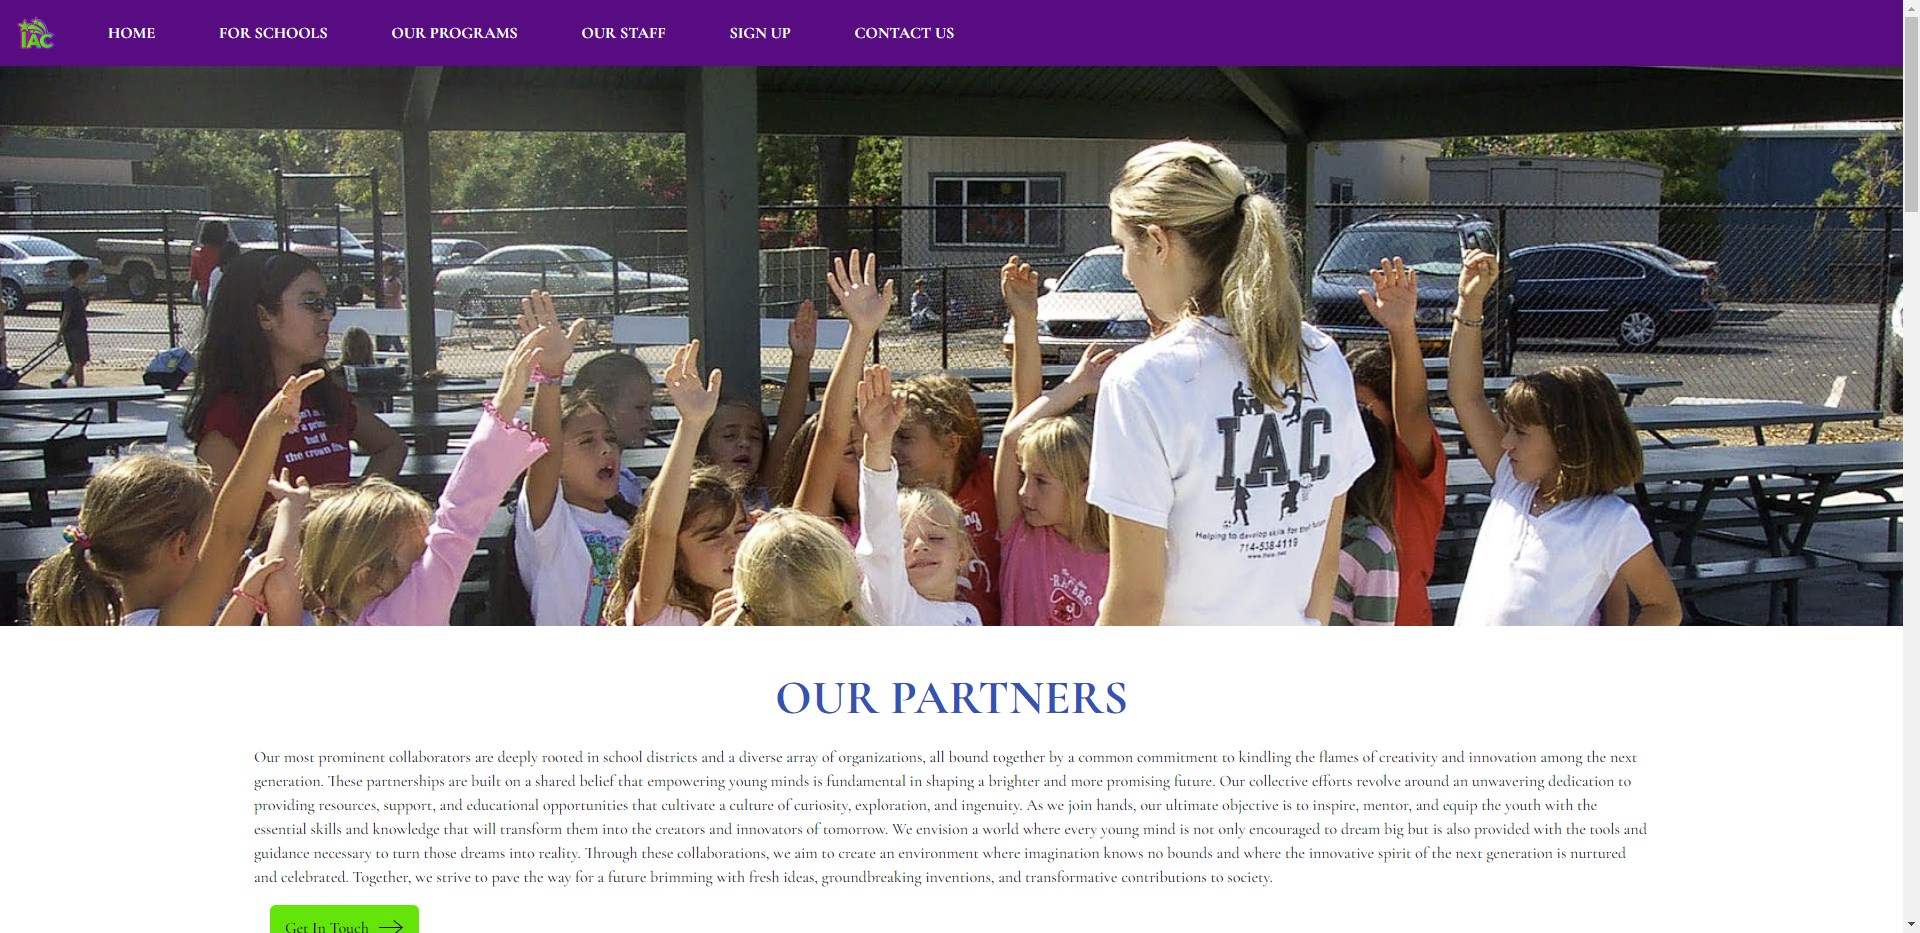 IAC
HOME
FOR SCHOOLS
OUR PROGRAMS
OUR STAFF
SIGN UP
CONTACT US
be a prin
but if
the crown fits..
IAC
Helping to develop skills for the future
714-538-4119
OUR PARTNERS
Our most prominent collaborators are deeply rooted in school districts and a diverse array of organizations, all bound together by a common commitment to kindling the flames of creativity and innovation among the next
generation. These partnerships are built on a shared belief that empowering young minds is fundamental in shaping a brighter and more promising future. Our collective efforts revolve around an unwavering dedication to
providing resources, support, and educational opportunities that cultivate a culture of curiosity, exploration, and ingenuity. As we join hands, our ultimate objective is to inspire, mentor, and equip the youth with the
essential skills and knowledge that will transform them into the creators and innovators of tomorrow. We envision a world where every young mind is not only encouraged to dream big but is also provided with the tools and
guidance necessary to turn those dreams into reality. Through these collaborations, we aim to create an environment where imagination knows no bounds and where the innovative spirit of the next generation is nurtured
and celebrated. Together, we strive to pave the way for a future brimming with fresh ideas, groundbreaking inventions, and transformative contributions to society.
Get In Touch